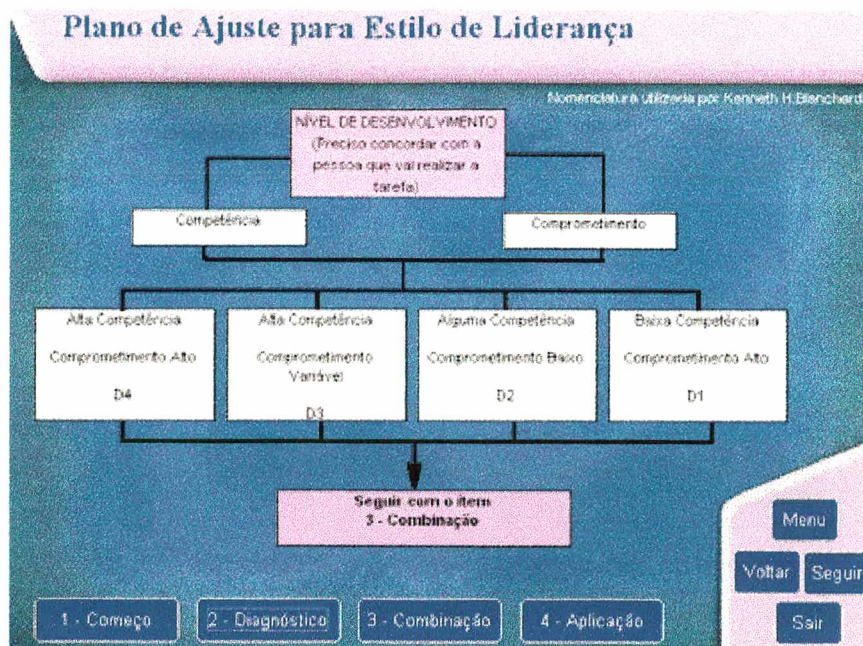 Plano de Ajuste para Estilo de Liderança
Nomenclatura utilizada por Kenneth H.Blanchard
NÍVEL DE DESENVOLVIMENTO
(Preciso concordar com a
pessoa que vai realizar a
tarefa)
Competência
Comprometimento
Alta Competência
Comprometimento Alto
D4
Alta Competência
Comprometimento
Variável
D3
Alguma Competência
Comprometimento Baixo
D2
Baixa Competência
Comprometimento Alto
D1
Seguir com o item
3 - Combinação
Menu
Voltar
Seguir
Sair
1 - Começo
2 - Diagnóstico
3 - Combinação
4 - Aplicação